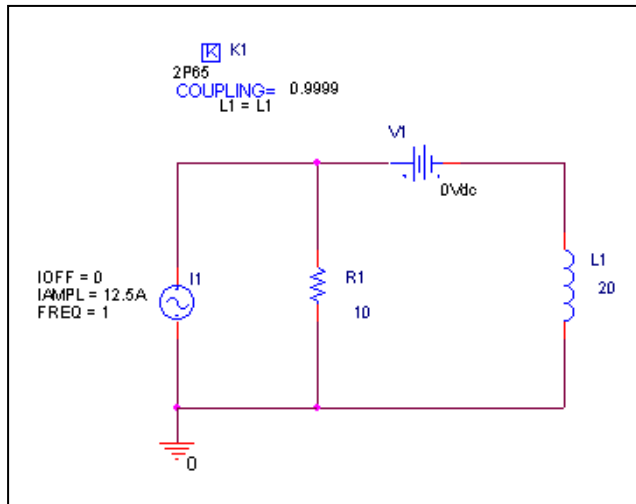 K K1
2P65
COUPLING= 0.9999
L1 = L1
V1
0Vdc
IOFF = 0
IAMPL = 12.5A
FREQ = 1
I1
R1
10
L1
20
0